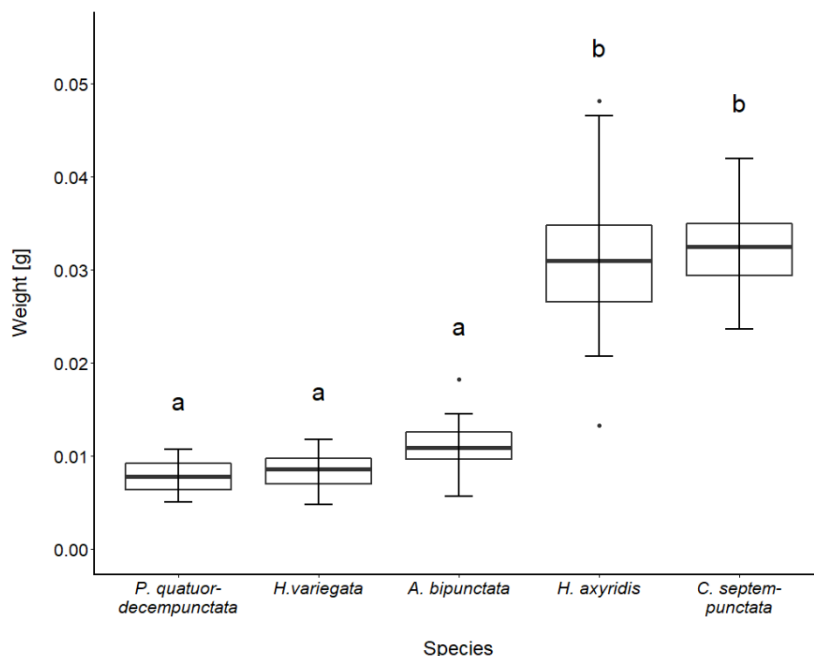 b
b
a
a
a
0.05
0.04
0.03
0.02
0.01
0.00
Weight [g]
P. quatuor-
decempunctata
H.variegata
A. bipunctata
H. axyridis
C. septem-
punctata
Species